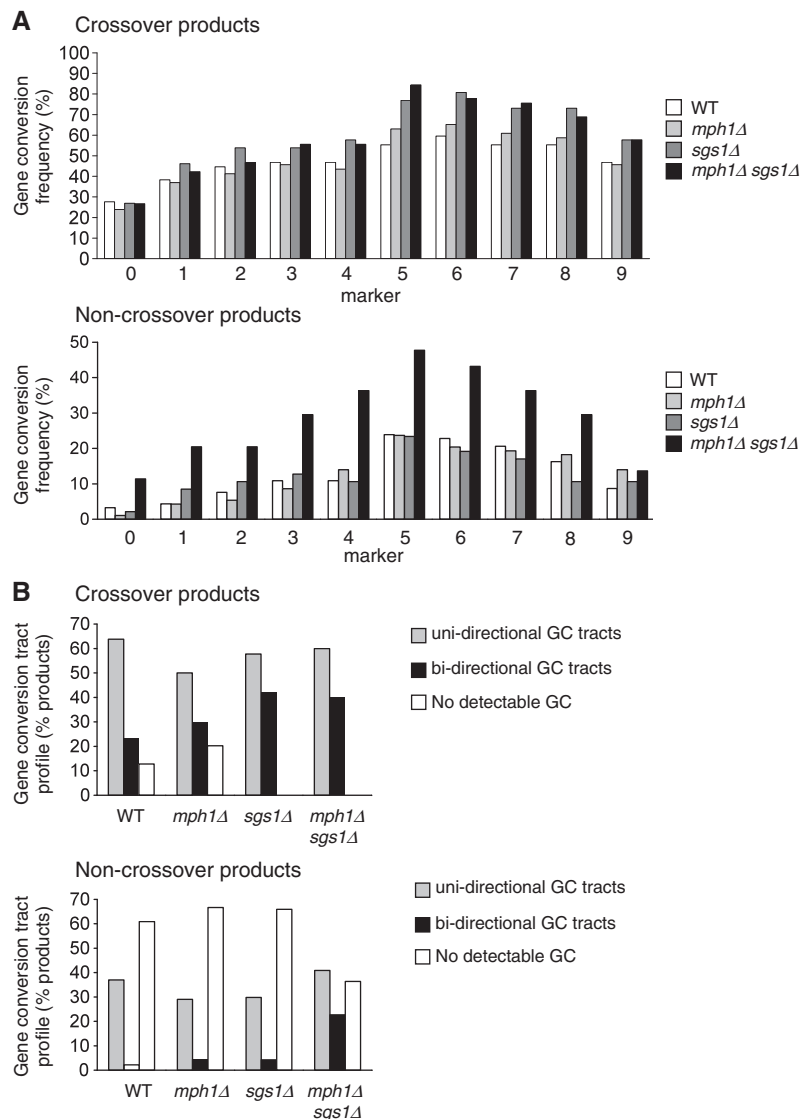 A
Crossover products
Gene conversion
frequency (%)
100
90
80
70
60
50
40
30
20
10
0
0 1 2 3 4 5 6 7 8 9
marker
WT
mph1Δ
sgs1Δ
mph1Δ sgs1Δ
Non-crossover products
Gene conversion
frequency (%)
50
40
30
20
10
0
0 1 2 3 4 5 6 7 8 9
marker
WT
mph1Δ
sgs1Δ
mph1Δ sgs1Δ
B
Crossover products
Gene conversion tract
profile (% products)
70
60
50
40
30
20
10
0
WT mph1Δ sgs1Δ mph1Δ
sgs1Δ
uni-directional GC tracts
bi-directional GC tracts
No detectable GC
Non-crossover products
Gene conversion tract
profile (% products)
70
60
50
40
30
20
10
0
WT mph1Δ sgs1Δ mph1Δ
sgs1Δ
uni-directional GC tracts
bi-directional GC tracts
No detectable GC